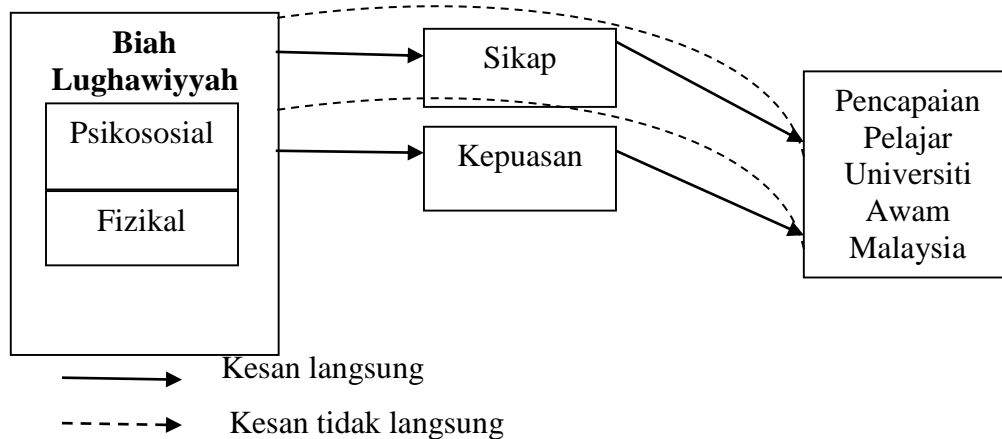 Biah
Lughawiyyah
Psikososial
Fizikal
Sikap
Kepuasan
Pencapaian
Pelajar
Universiti
Awam
Malaysia
Kesan langsung
Kesan tidak langsung